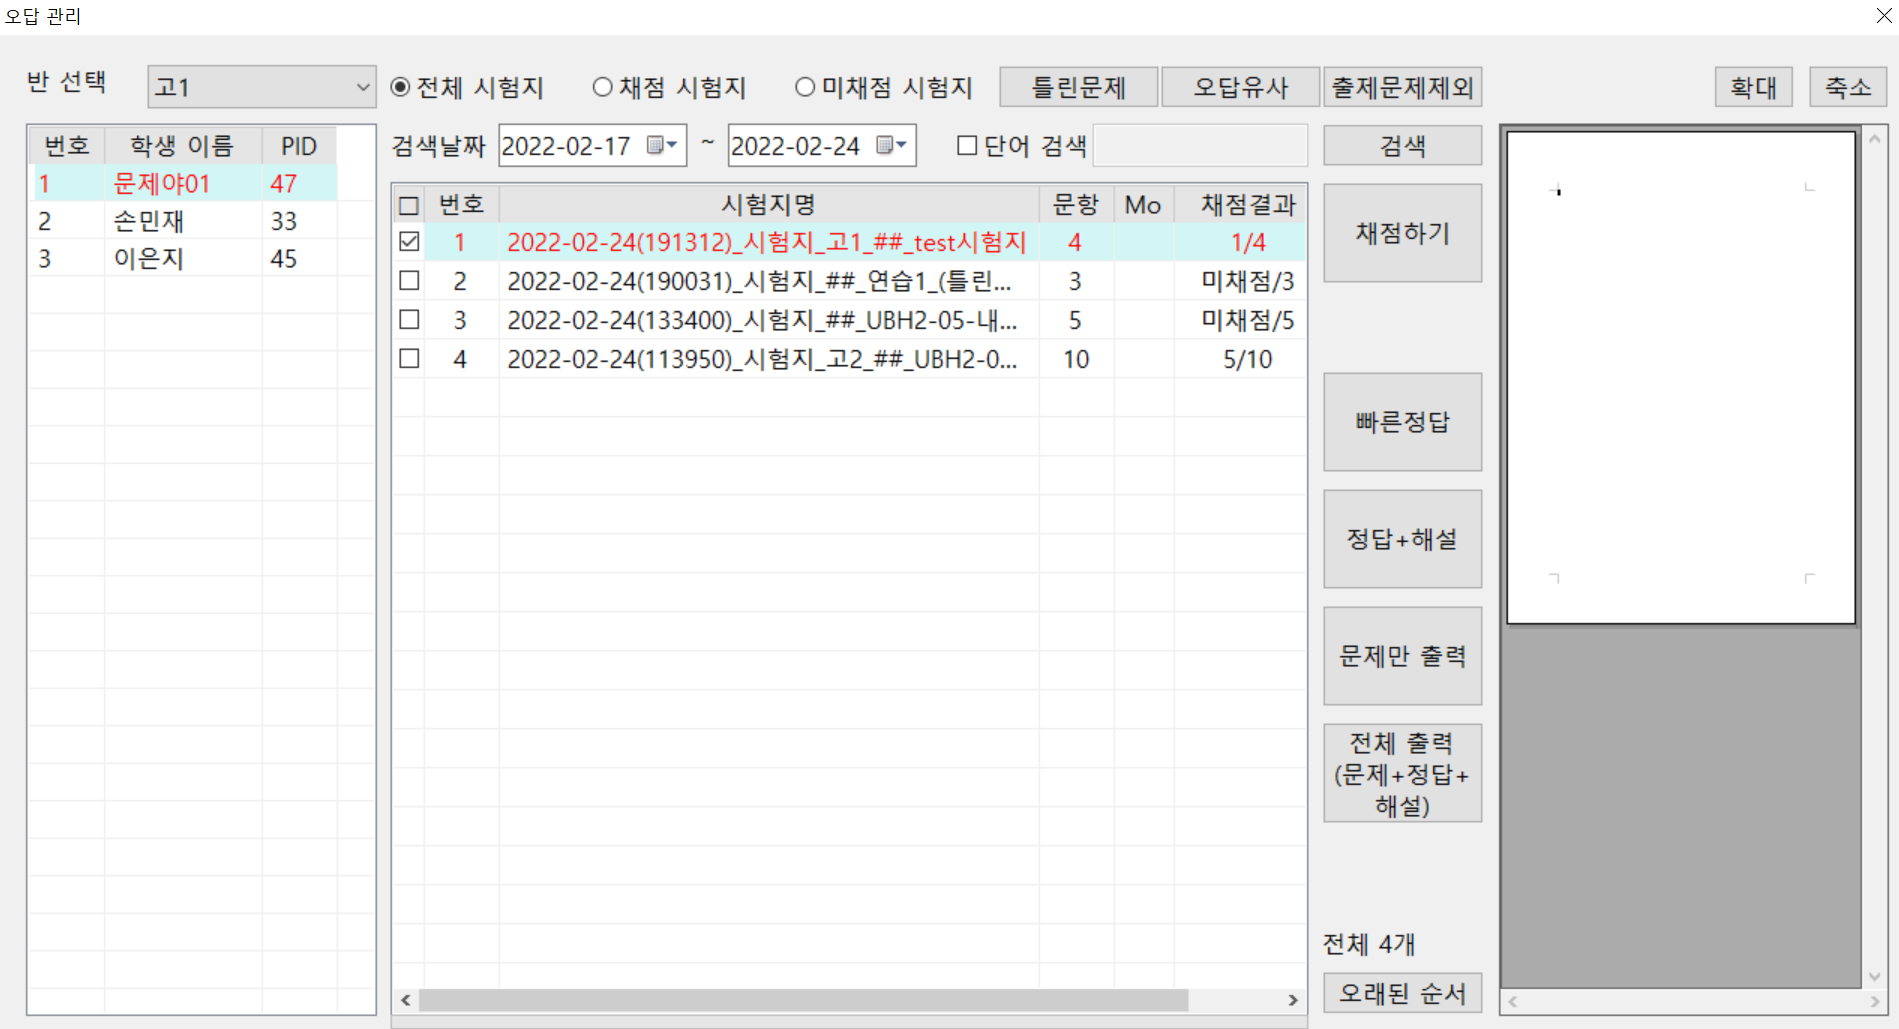 오답 관리
반 선택 고1 전체 시험지 채점 시험지 미채점 시험지 틀린문제 오답유사 출제문제제외 확대 축소
번호 학생 이름 PID
1 문제야01 47
2 손민재 33
3 이은지 45
검색날짜 2022-02-17 ~ 2022-02-24 단어 검색 검색
번호 시험지명 문항 Mo 채점결과
1 2022-02-24(191312)_시험지_고1_##_test시험지 4 1/4
2 2022-02-24(190031)_시험지_##_연습1_(틀린... 3 미채점/3
3 2022-02-24(133400)_시험지_##_UBH2-05-내... 5 미채점/5
4 2022-02-24(113950)_시험지_고2_##_UBH2-0... 10 5/10
채점하기
빠른정답
정답+해설
문제만 출력
전체 출력
(문제+정답+
해설)
전체 4개
오래된 순서